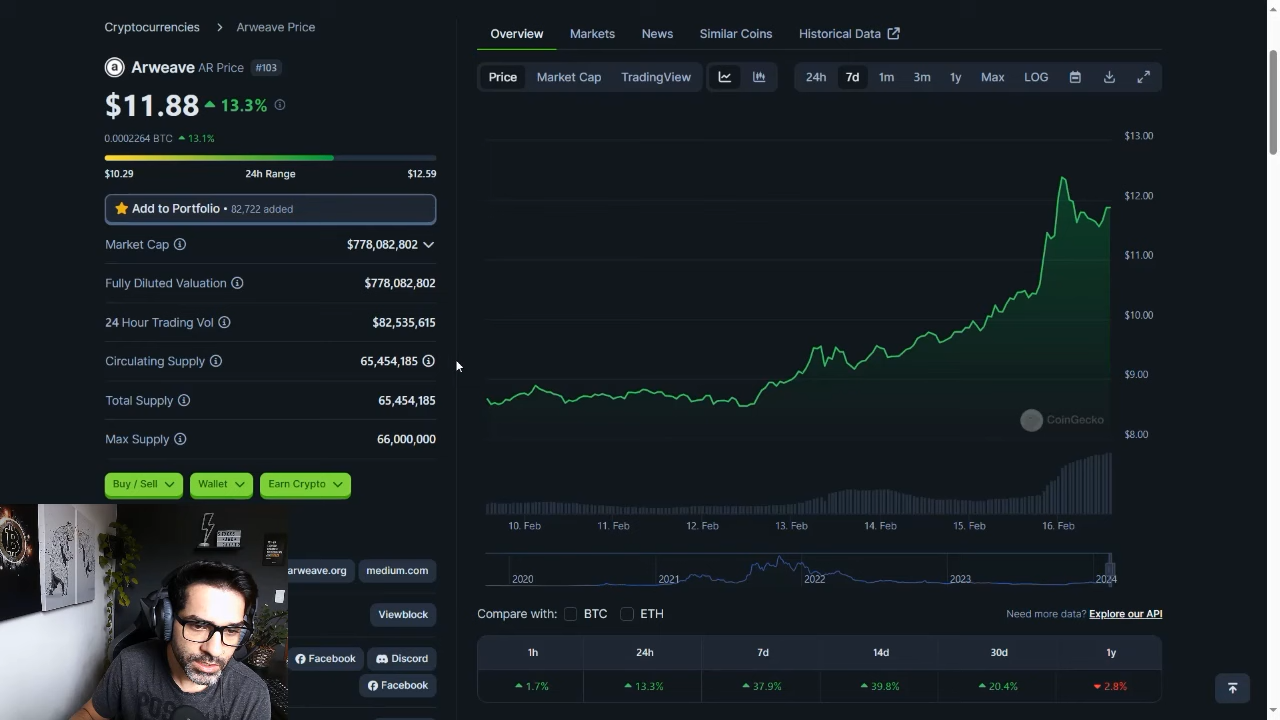 Cryptocurrencies > Arweave Price
Arweave AR Price #103
$11.88 13.3%
0.0002264 BTC 13.1%
$10.29 24h Range $12.59
Add to Portfolio • 82,722 added
Market Cap $778,082,802
Fully Diluted Valuation $778,082,802
24 Hour Trading Vol $82,535,615
Circulating Supply 65,454,185
Total Supply 65,454,185
Max Supply 66,000,000
Buy / Sell Wallet Earn Crypto
arweave.org medium.com
Viewblock
Facebook Discord
Facebook
Overview Markets News Similar Coins Historical Data
Price Market Cap TradingView 24h 7d 1m 3m 1y Max LOG
$13.00
$12.00
$11.00
$10.00
$9.00
$8.00
CoinGecko
10. Feb 11. Feb 12. Feb 13. Feb 14. Feb 15. Feb 16. Feb
2020 2021 2022 2023 2024
Compare with: BTC ETH Need more data? Explore our API
1h 24h 7d 14d 30d 1y
1.7% 13.3% 37.9% 39.8% 20.4% 2.8%